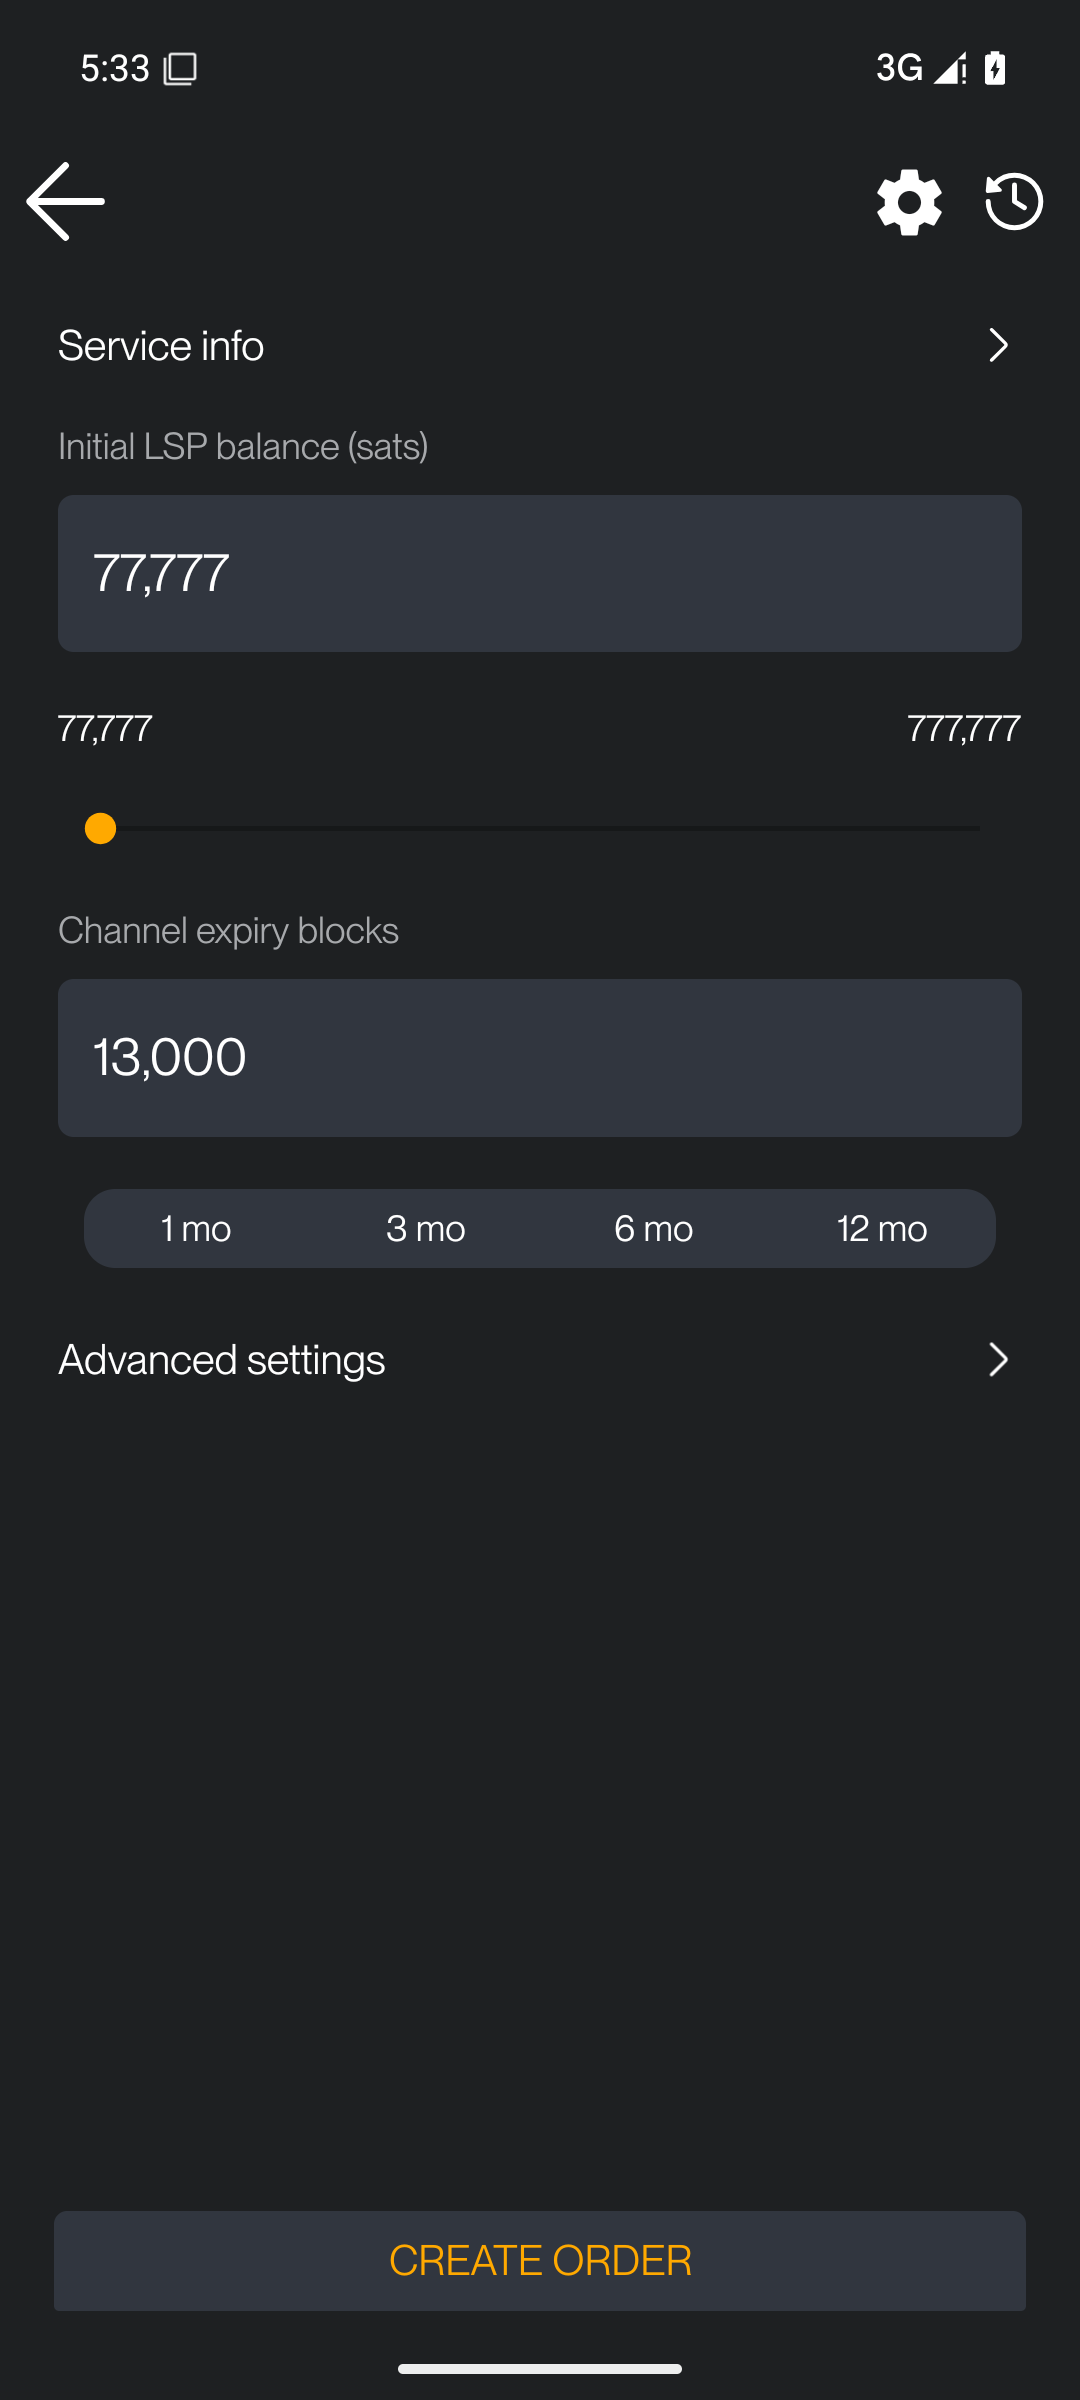 5:33 3G
Service info
Initial LSP balance (sats)
77,777
77,777 777,777
Channel expiry blocks
13,000
1 mo 3 mo 6 mo 12 mo
Advanced settings
CREATE ORDER